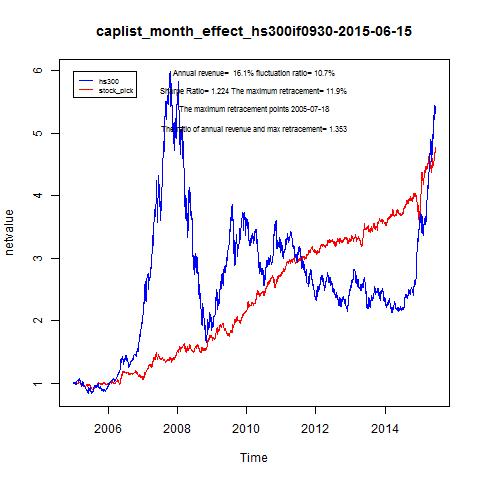 caplist_month_effect_hs300if0930-2015-06-15
hs300
stock_pick
Annual revenue= 16.1% fluctuation ratio= 10.7%
Sharpe Ratio= 1.224 The maximum retracement= 11.9%
The maximum retracement points 2005-07-18
The ratio of annual revenue and max retracement= 1.353
netvalue
6
5
4
3
2
1
2006 2008 2010 2012 2014
Time